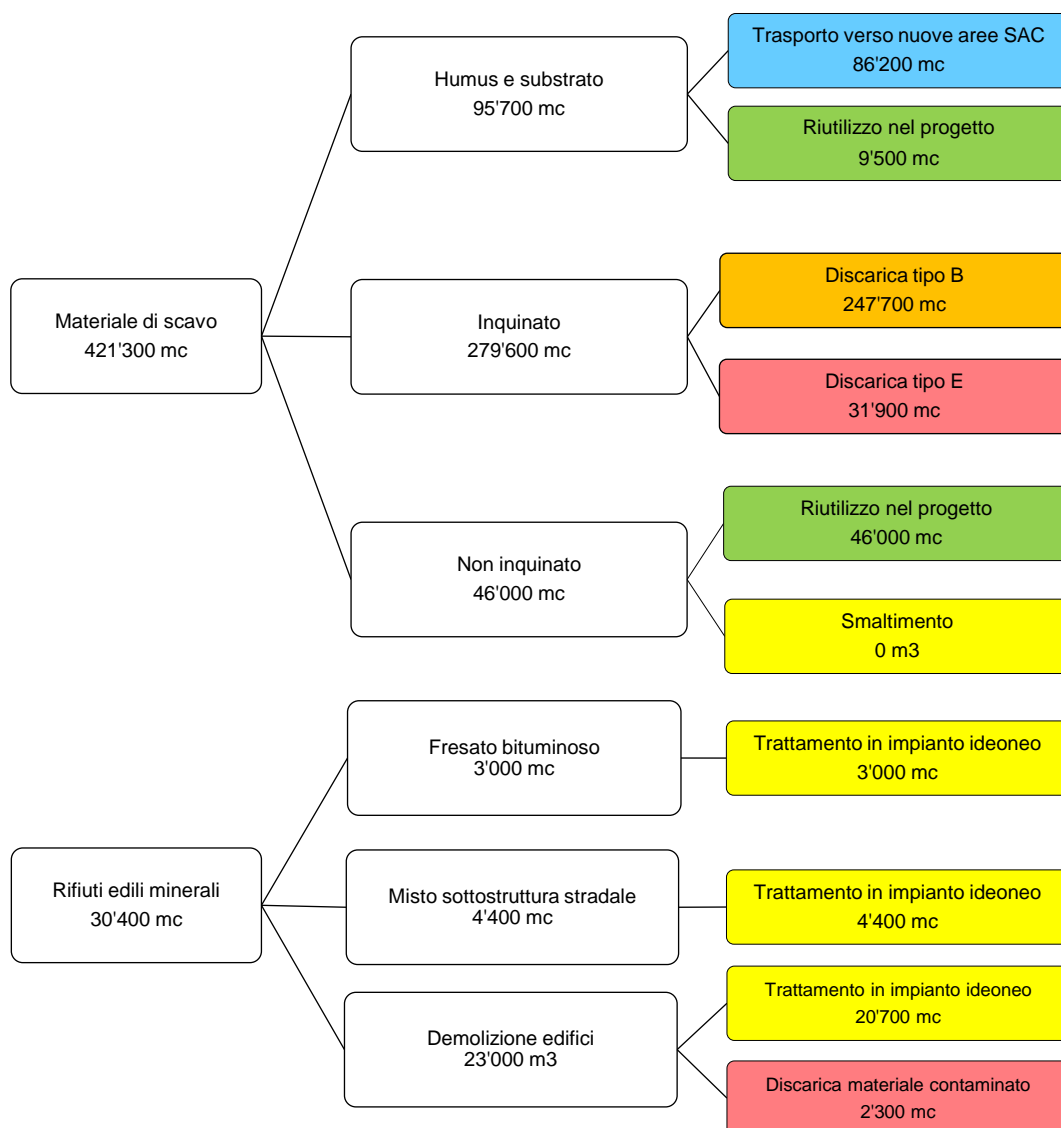 Materiale di scavo
421'300 mc
Humus e substrato
95'700 mc
Trasporto verso nuove aree SAC
86'200 mc
Riutilizzo nel progetto
9'500 mc
Inquinato
279'600 mc
Discarica tipo B
247'700 mc
Discarica tipo E
31'900 mc
Non inquinato
46'000 mc
Riutilizzo nel progetto
46'000 mc
Smaltimento
0 m3
Rifiuti edili minerali
30'400 mc
Fresato bituminoso
3'000 mc
Trattamento in impianto ideoneo
3'000 mc
Misto sottostruttura stradale
4'400 mc
Trattamento in impianto ideoneo
4'400 mc
Demolizione edifici
23'000 m3
Trattamento in impianto ideoneo
20'700 mc
Discarica materiale contaminato
2'300 mc